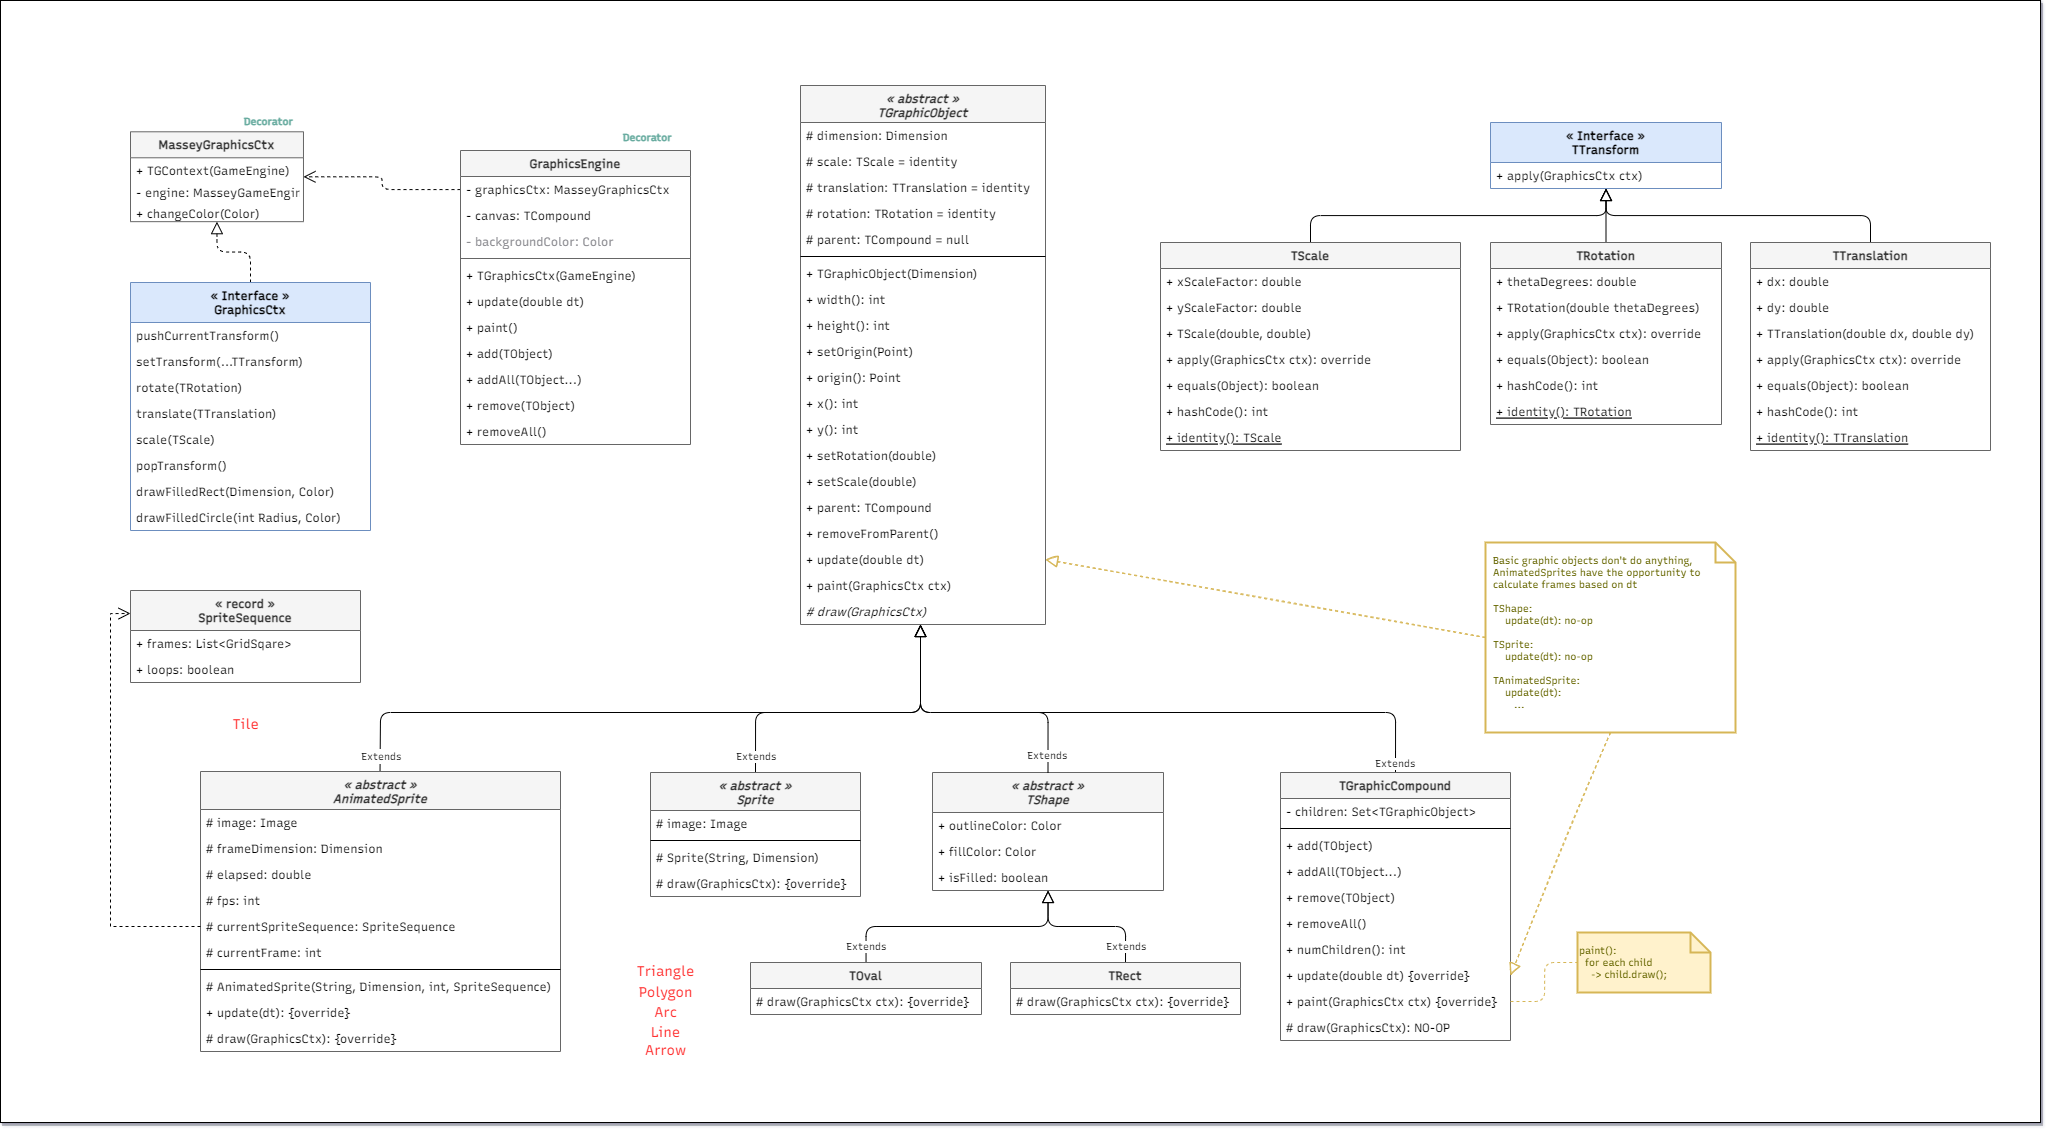 Decorator
MasseyGraphicsCtx
+ TGContext(GameEngine)
- engine: MasseyGameEngir
+ changeColor(Color)
« Interface »
GraphicsCtx
pushCurrentTransform()
setTransform(...TTransform)
rotate(TRotation)
translate(TTranslation)
scale(TScale)
popTransform()
drawFilledRect(Dimension, Color)
drawFilledCircle(int Radius, Color)
Decorator
GraphicsEngine
- graphicsCtx: MasseyGraphicsCtx
- canvas: TCompound
- backgroundColor: Color
+ TGraphicsCtx(GameEngine)
+ update(double dt)
+ paint()
+ add(TObject)
+ addAll(TObject...)
+ remove(TObject)
+ removeAll()
« abstract »
TGraphicObject
# dimension: Dimension
# scale: TScale = identity
# translation: TTranslation = identity
# rotation: TRotation = identity
# parent: TCompound = null
+ TGraphicObject(Dimension)
+ width(): int
+ height(): int
+ setOrigin(Point)
+ origin(): Point
+ x(): int
+ y(): int
+ setRotation(double)
+ setScale(double)
+ parent: TCompound
+ removeFromParent()
+ update(double dt)
+ paint(GraphicsCtx ctx)
# draw(GraphicsCtx)
« Interface »
TTransform
+ apply(GraphicsCtx ctx)
TScale
+ xScaleFactor: double
+ yScaleFactor: double
+ TScale(double, double)
+ apply(GraphicsCtx ctx): override
+ equals(Object): boolean
+ hashCode(): int
+ identity(): TScale
TRotation
+ thetaDegrees: double
+ TRotation(double thetaDegrees)
+ apply(GraphicsCtx ctx): override
+ equals(Object): boolean
+ hashCode(): int
+ identity(): TRotation
TTranslation
+ dx: double
+ dy: double
+ TTranslation(double dx, double dy)
+ apply(GraphicsCtx ctx): override
+ equals(Object): boolean
+ hashCode(): int
+ identity(): TTranslation
Basic graphic objects don't do anything,
AnimatedSprites have the opportunity to
calculate frames based on dt
TShape:
update(dt): no-op
TSprite:
update(dt): no-op
TAnimatedSprite:
update(dt):
...
« record »
SpriteSequence
+ frames: List<GridSqare>
+ loops: boolean
Tile
Extends
« abstract »
AnimatedSprite
# image: Image
# frameDimension: Dimension
# elapsed: double
# fps: int
# currentSpriteSequence: SpriteSequence
# currentFrame: int
# AnimatedSprite(String, Dimension, int, SpriteSequence)
+ update(dt): {override}
# draw(GraphicsCtx): {override}
Extends
« abstract »
Sprite
# image: Image
# Sprite(String, Dimension)
# draw(GraphicsCtx): {override}
Extends
« abstract »
TShape
+ outlineColor: Color
+ fillColor: Color
+ isFilled: boolean
Triangle
Polygon
Arc
Line
Arrow
Extends
TOval
# draw(GraphicsCtx ctx): {override}
Extends
TRect
# draw(GraphicsCtx ctx): {override}
Extends
TGraphicCompound
- children: Set<TGraphicObject>
+ add(TObject)
+ addAll(TObject...)
+ remove(TObject)
+ removeAll()
+ numChildren(): int
+ update(double dt) {override}
+ paint(GraphicsCtx ctx) {override}
# draw(GraphicsCtx): NO-OP
paint():
for each child
-> child.draw();